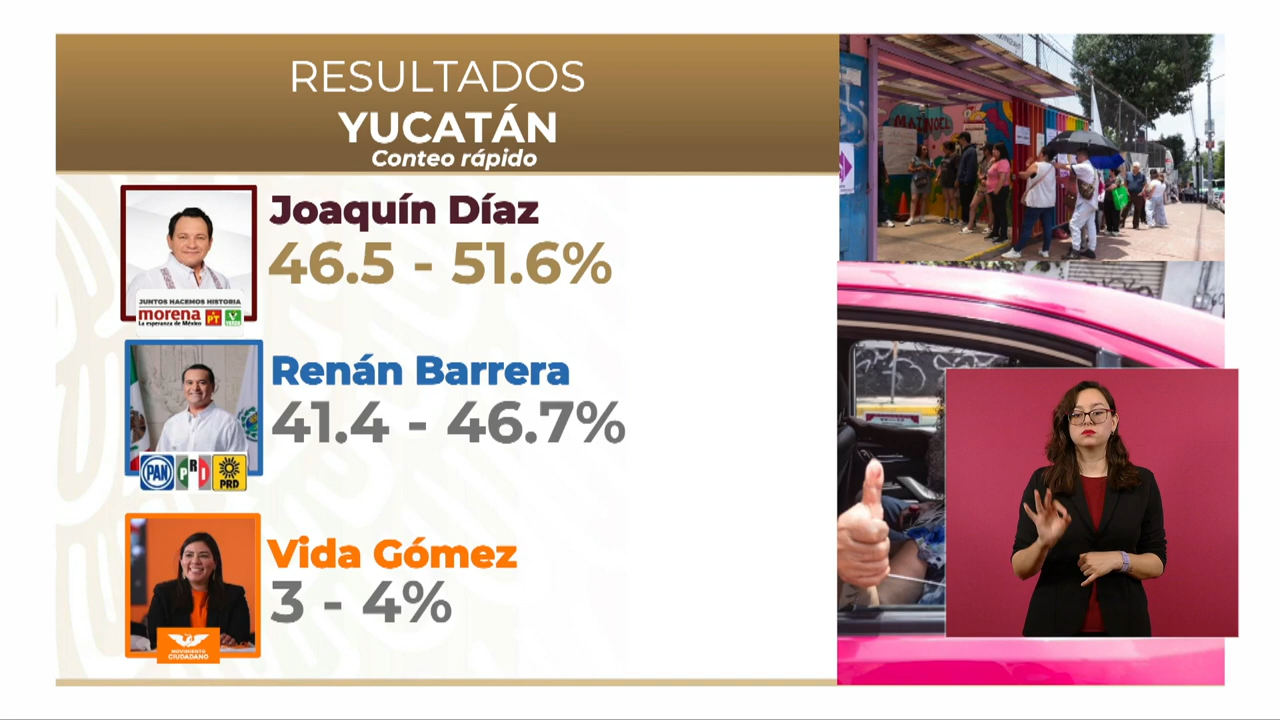 RESULTADOS
YUCATÁN
Conteo rápido
Joaquín Díaz
46.5 - 51.6%
JUNTOS HACEMOS HISTORIA
morena
La esperanza de México
PT
VERDE
Renán Barrera
41.4 - 46.7%
PAN
PRI
PRD
Vida Gómez
3 - 4%
MOVIMIENTO
CIUDADANO